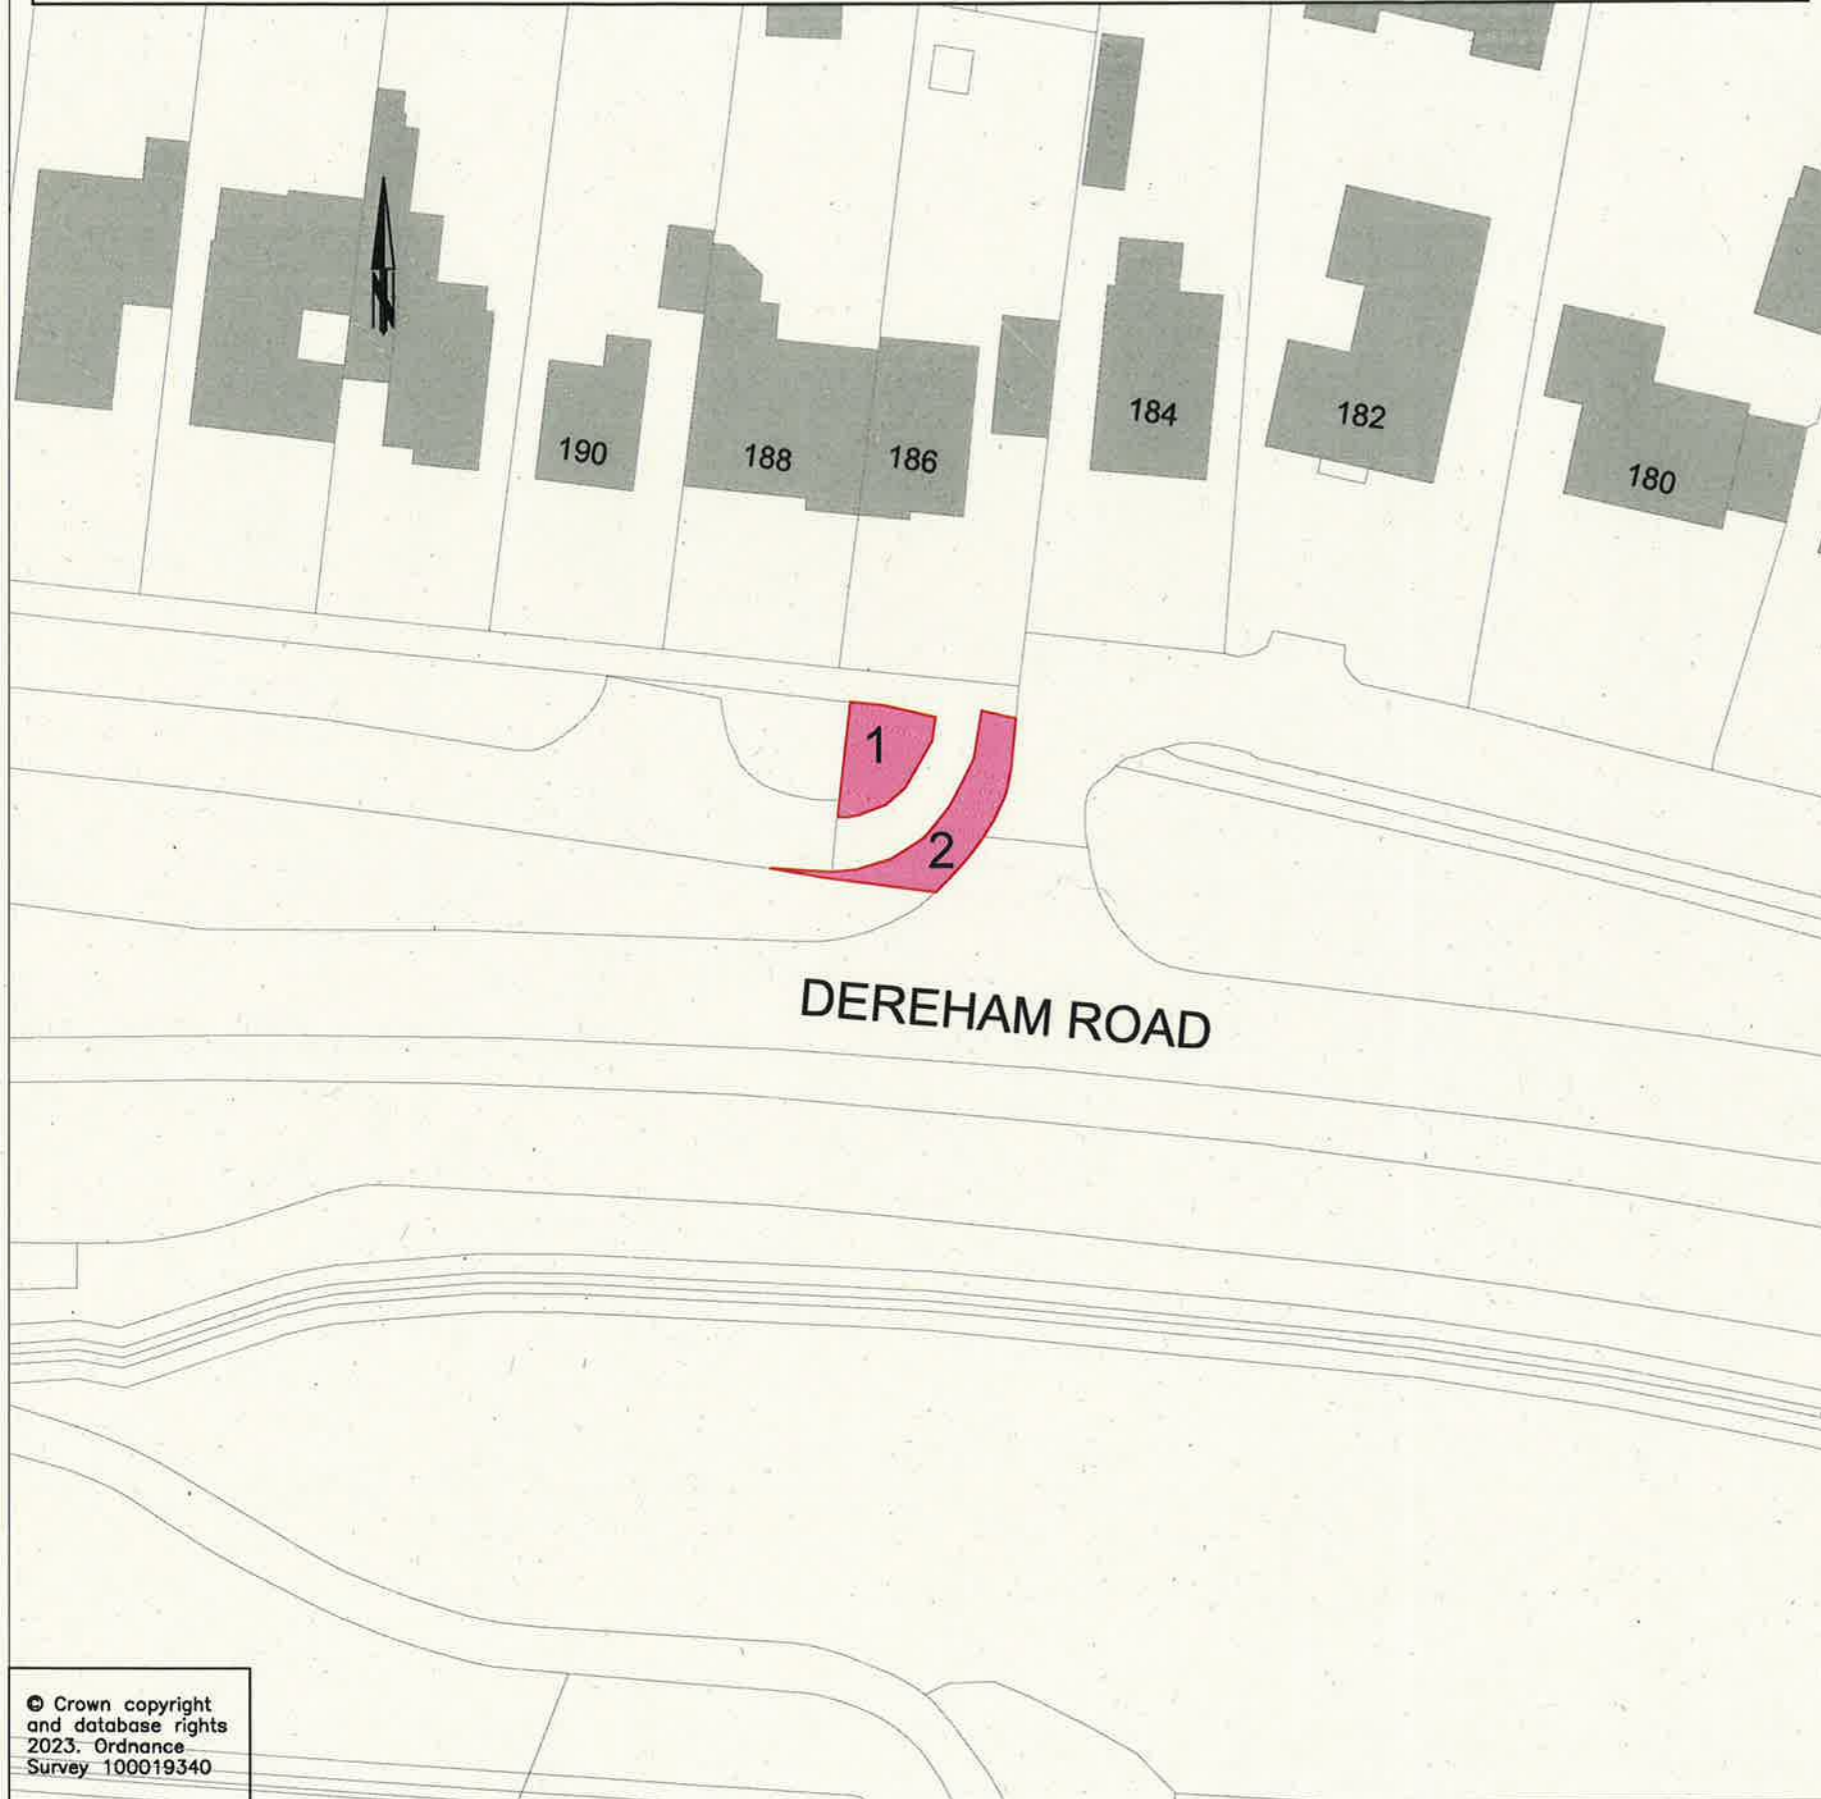 N
190
188
186
184
182
180
1
2
DEREHAM ROAD
© Crown copyright
and database rights
2023. Ordnance
Survey 100019340